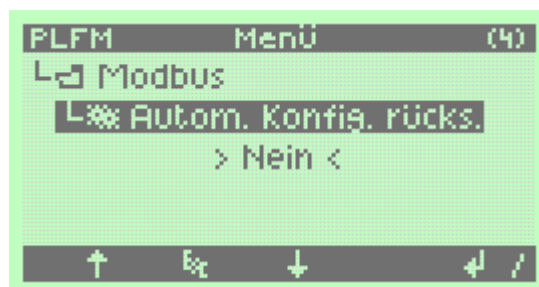 PLFM Menü (4)
Modbus
Autom. Konfig. rücks.
> Nein <